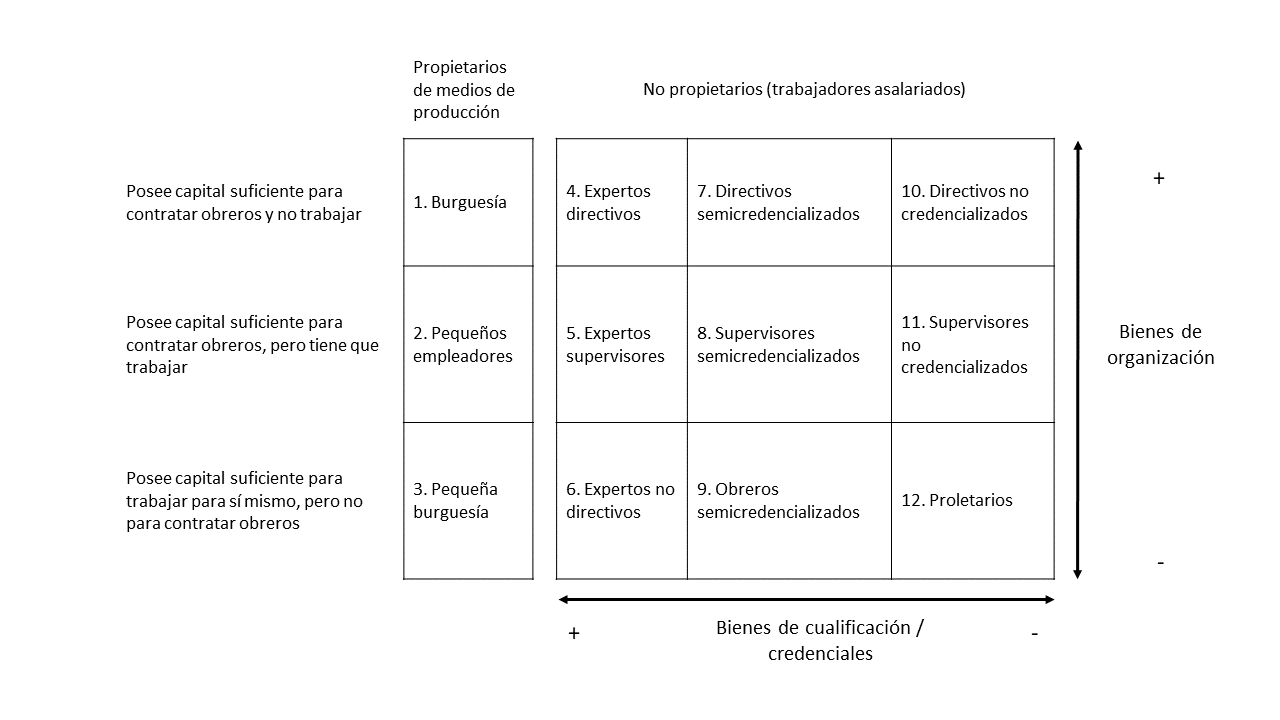 Propietarios
de medios de
producción
No propietarios (trabajadores asalariados)
Posee capital suficiente para
contratar obreros y no trabajar
1. Burguesía
4. Expertos
directivos
7. Directivos
semicredencializados
10. Directivos no
credencializados
+
Posee capital suficiente para
contratar obreros, pero tiene que
trabajar
2. Pequeños
empleadores
5. Expertos
supervisores
8. Supervisores
semicredencializados
11. Supervisores
no
credencializados
Bienes de
organización
Posee capital suficiente para
trabajar para sí mismo, pero no
para contratar obreros
3. Pequeña
burguesía
6. Expertos no
directivos
9. Obreros
semicredencializados
12. Proletarios
-
+
Bienes de cualificación /
credenciales
-